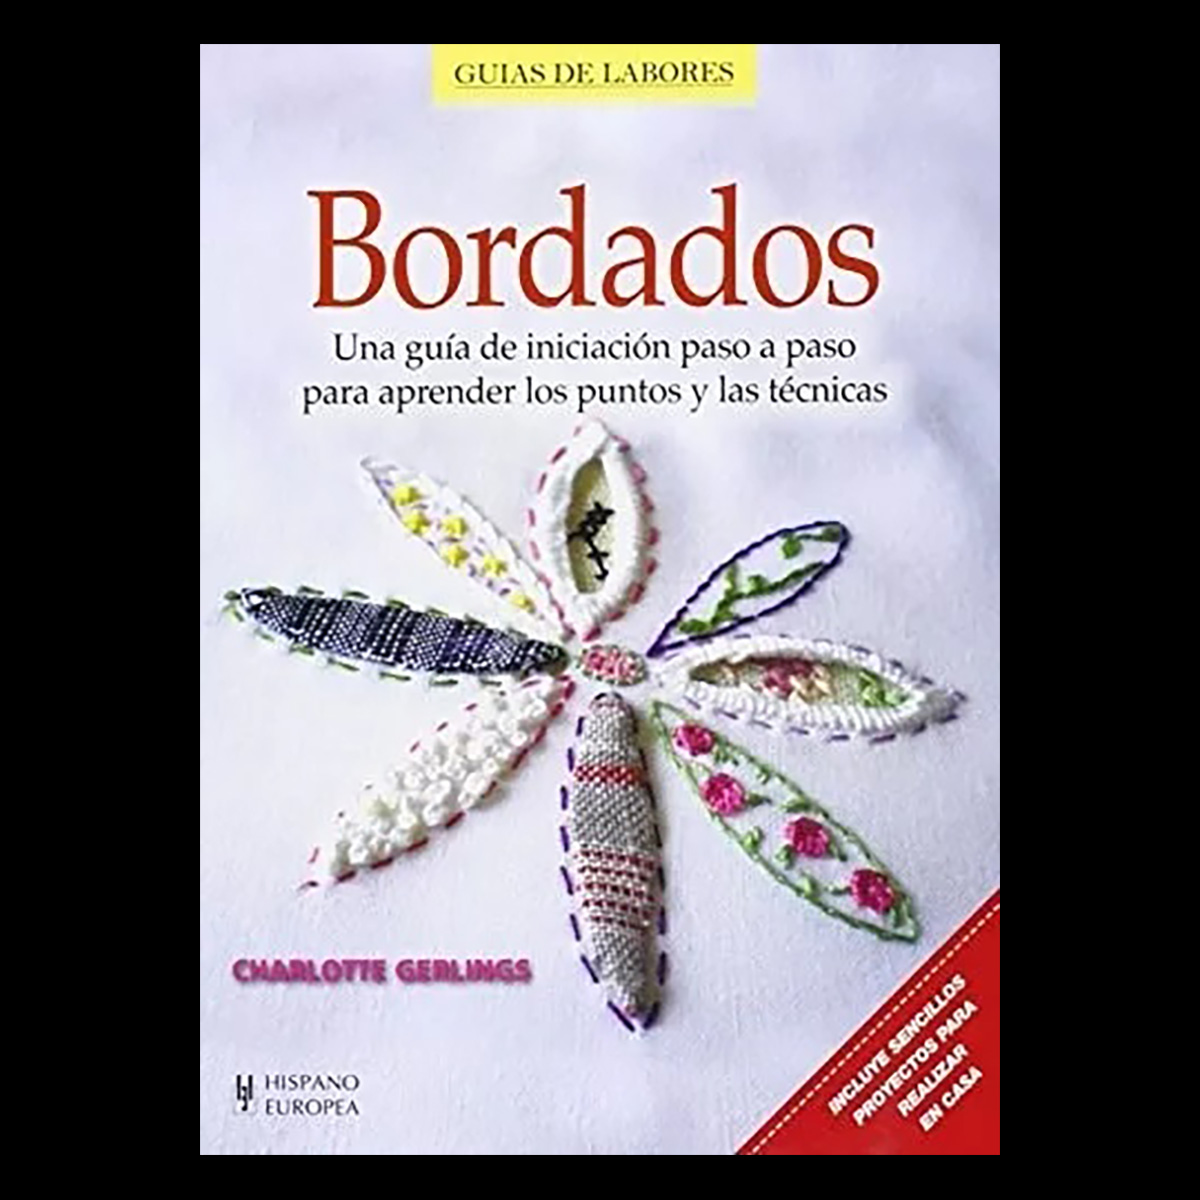 GUIAS DE LABORES
Bordados
Una guía de iniciación paso a paso
para aprender los puntos y las técnicas
CHARLOTTE GERLINGS
HISPANO
EUROPEA
INCLUYE SENCILLOS
PROYECTOS PARA
REALIZAR
EN CASA